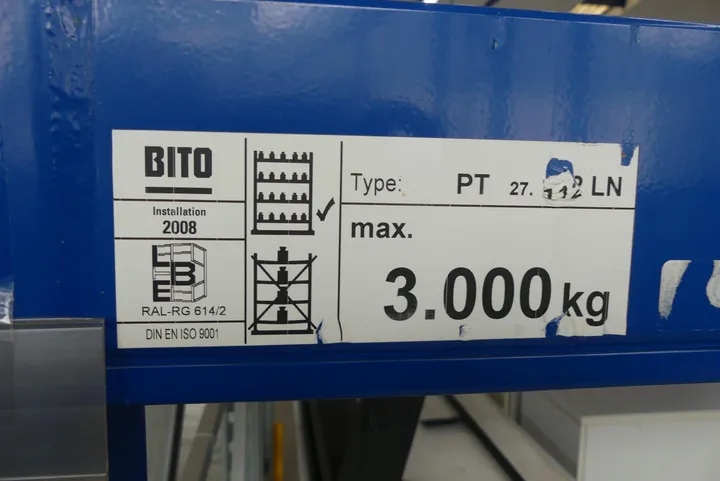 BITO
Installation
2008
LBE
RAL-RG 614/2
DIN EN ISO 9001
Type: PT 27. LN
max.
3.000 kg